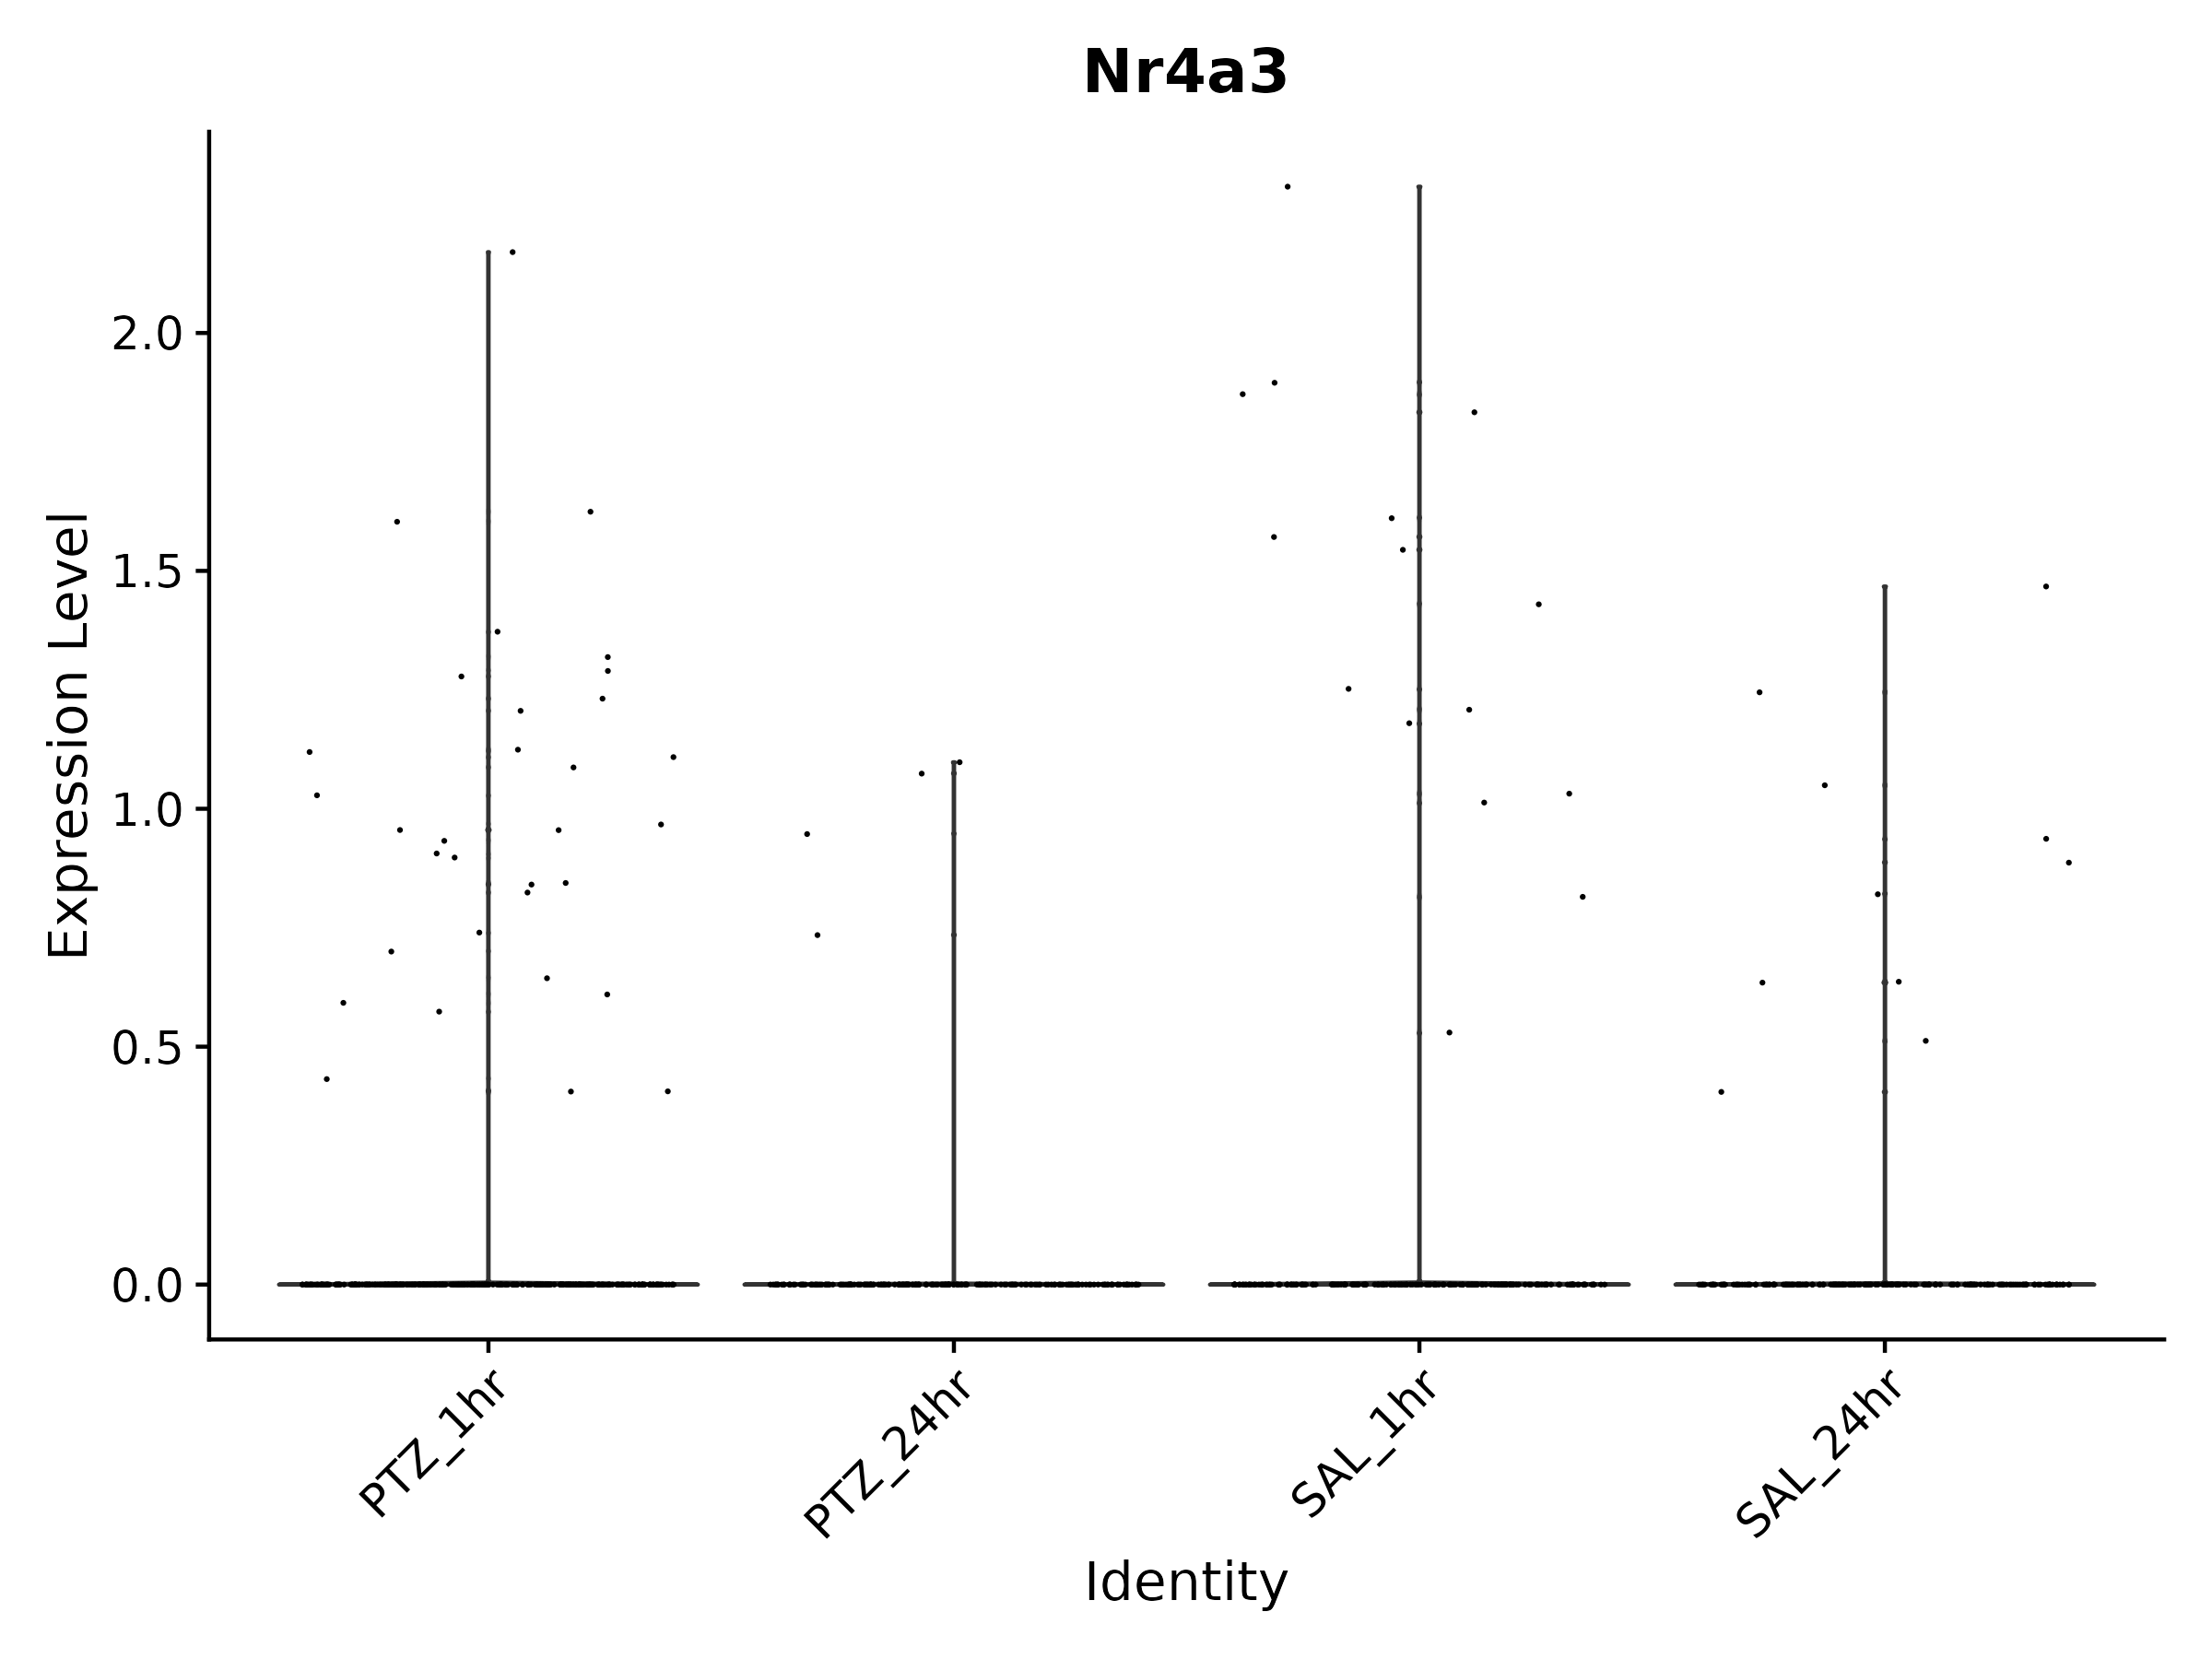 Nr4a3
Expression Level
2.0
1.5
1.0
0.5
0.0
PTZ_1hr
PTZ_24hr
SAL_1hr
SAL_24hr
Identity